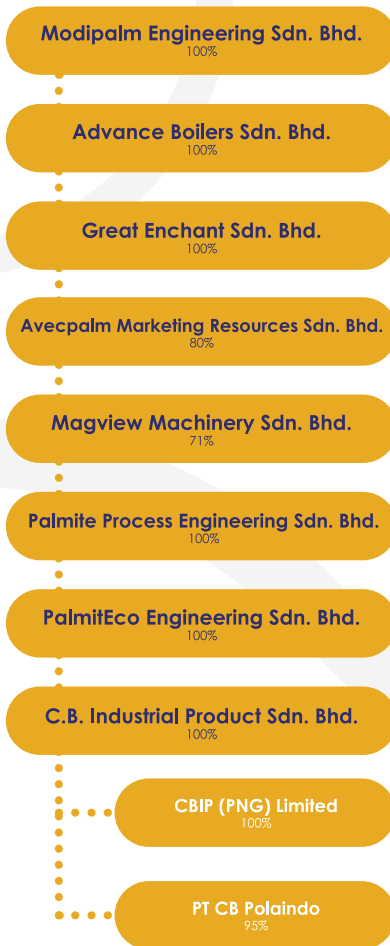 Modipalm Engineering Sdn. Bhd.
100%
Advance Boilers Sdn. Bhd.
100%
Great Enchant Sdn. Bhd.
100%
Avecpalm Marketing Resources Sdn. Bhd.
80%
Magview Machinery Sdn. Bhd.
71%
Palmite Process Engineering Sdn. Bhd.
100%
PalmitEco Engineering Sdn. Bhd.
100%
C.B. Industrial Product Sdn. Bhd.
100%
CBIP (PNG) Limited
100%
PT CB Polaindo
95%